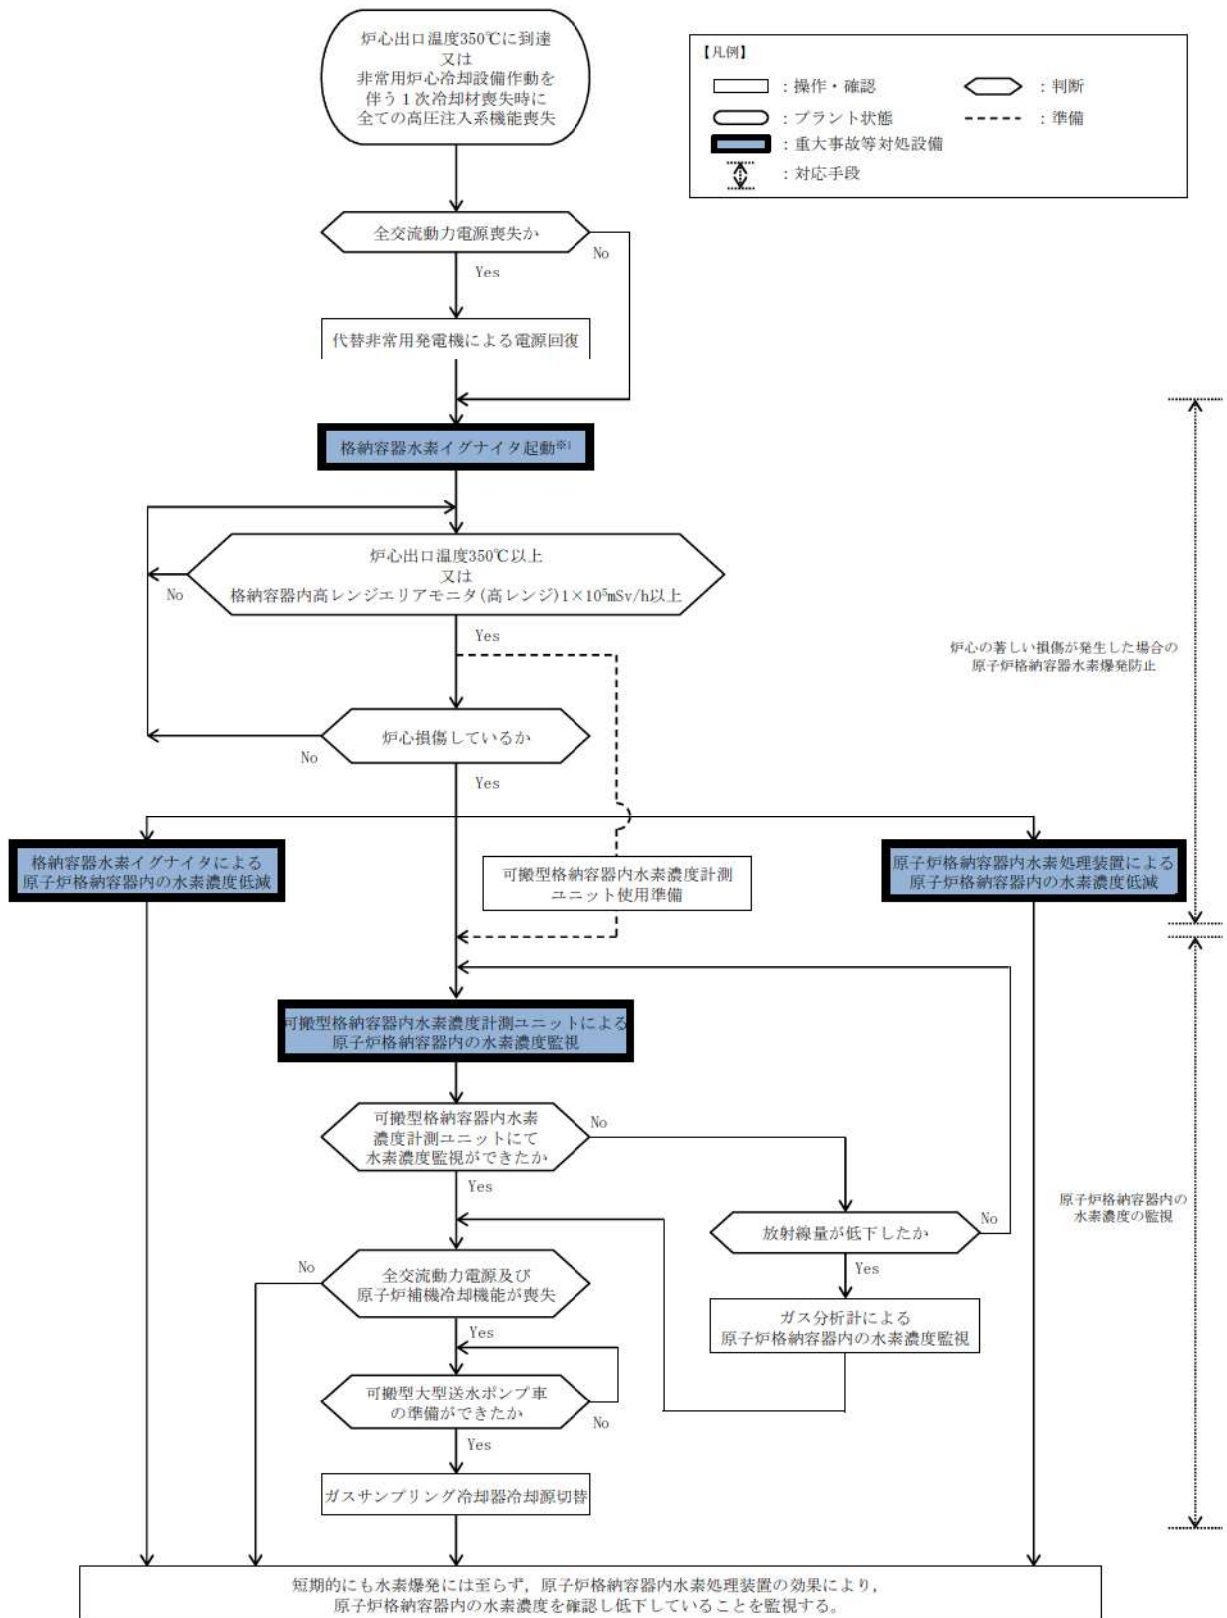 炉心出口温度350℃に到達
又は
非常用炉心冷却設備作動を
伴う1次冷却材喪失時に
全ての高圧注入系機能喪失
【凡例】
：操作・確認
：判断
：プラント状態
：準備
：重大事故等対処設備
：対応手段
全交流動力電源喪失か
No
Yes
代替非常用発電機による電源回復
格納容器水素イグナイタ起動※1
炉心出口温度350℃以上
又は
格納容器内高レンジエリアモニタ(高レンジ)1×10⁵mSv/h以上
No
Yes
炉心の著しい損傷が発生した場合の
原子炉格納容器水素爆発防止
炉心損傷しているか
No
Yes
格納容器水素イグナイタによる
原子炉格納容器内の水素濃度低減
可搬型格納容器内水素濃度計測
ユニット使用準備
原子炉格納容器内水素処理装置による
原子炉格納容器内の水素濃度低減
可搬型格納容器内水素濃度計測ユニットによる
原子炉格納容器内の水素濃度監視
可搬型格納容器内水素
濃度計測ユニットにて
水素濃度監視ができたか
No
Yes
原子炉格納容器内の
水素濃度の監視
放射線量が低下したか
No
Yes
全交流動力電源及び
原子炉補機冷却機能が喪失
No
Yes
ガス分析計による
原子炉格納容器内の水素濃度監視
可搬型大型送水ポンプ車
の準備ができたか
No
Yes
ガスサンプリング冷却器冷却源切替
短期的にも水素爆発には至らず，原子炉格納容器内水素処理装置の効果により，
原子炉格納容器内の水素濃度を確認し低下していることを監視する。